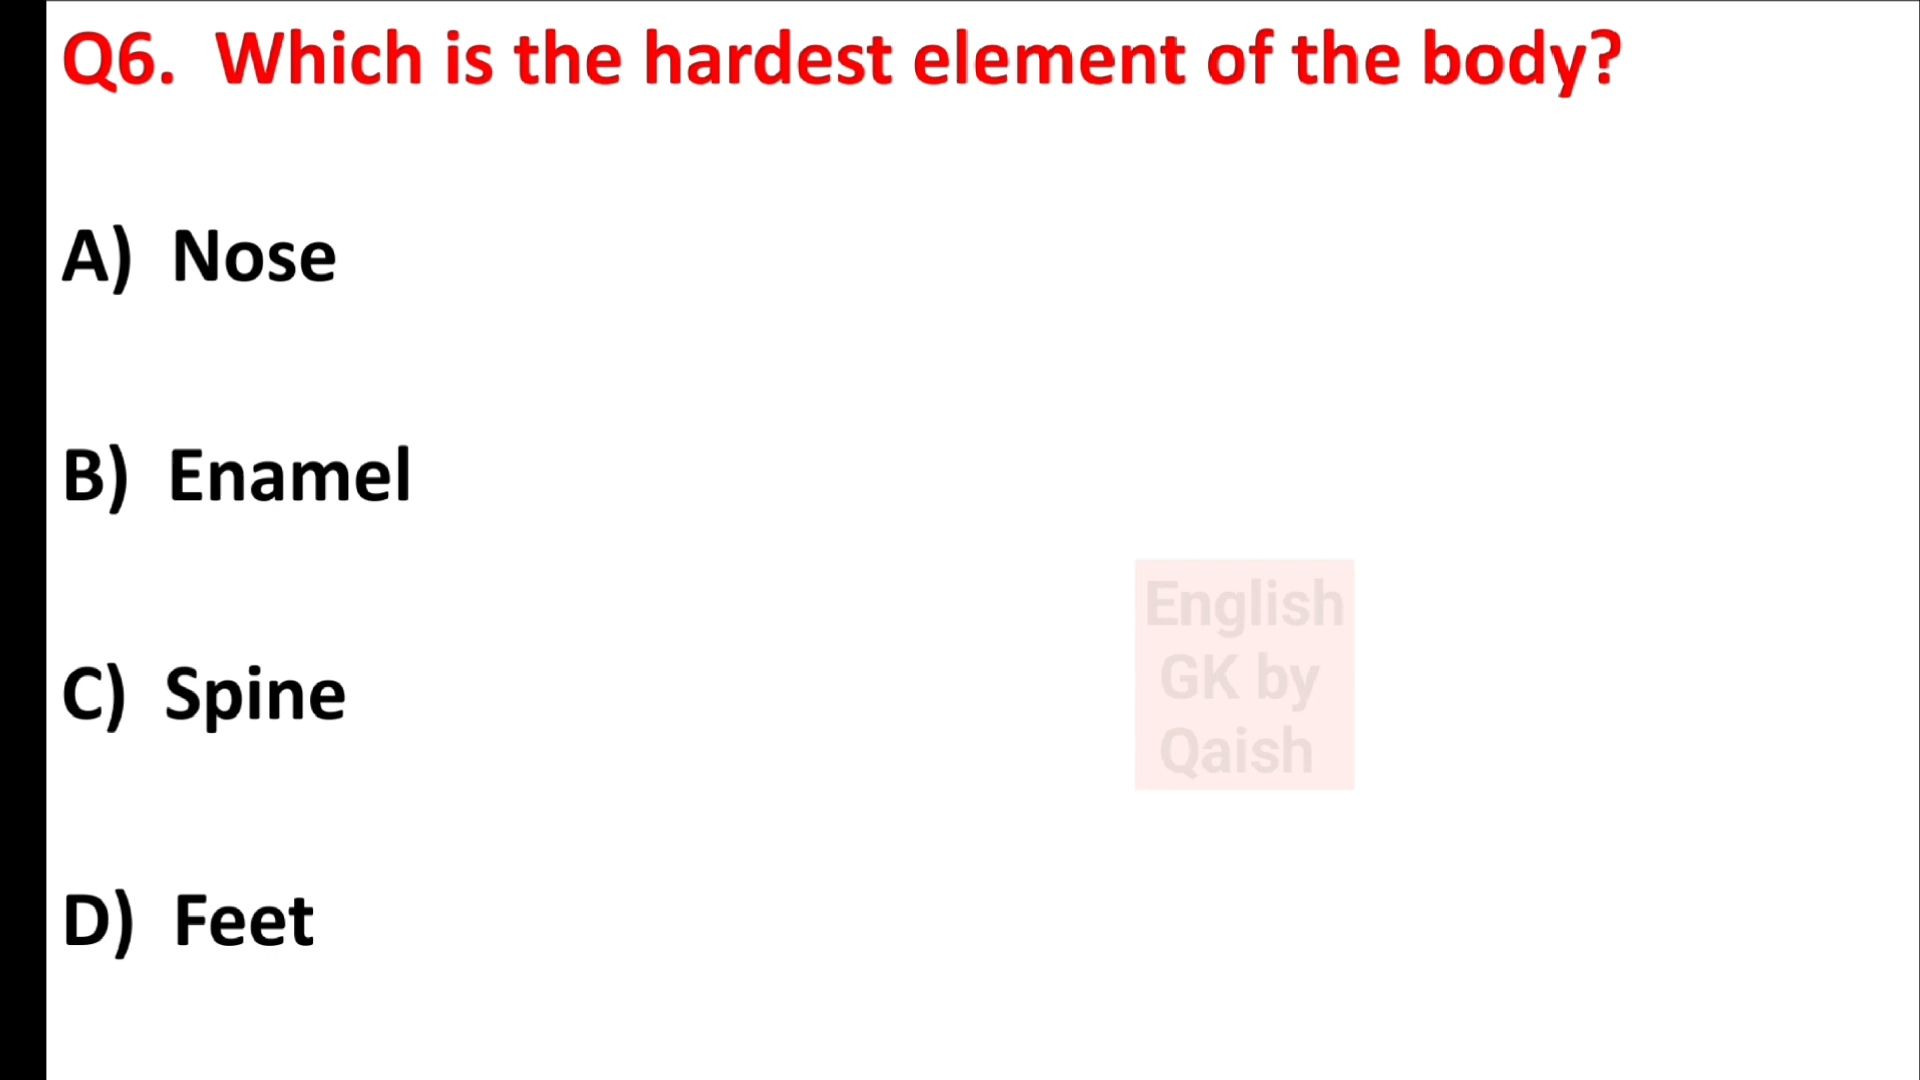 Q6. Which is the hardest element of the body?
A) Nose
B) Enamel
C) Spine
D) Feet
English
GK by
Qaish